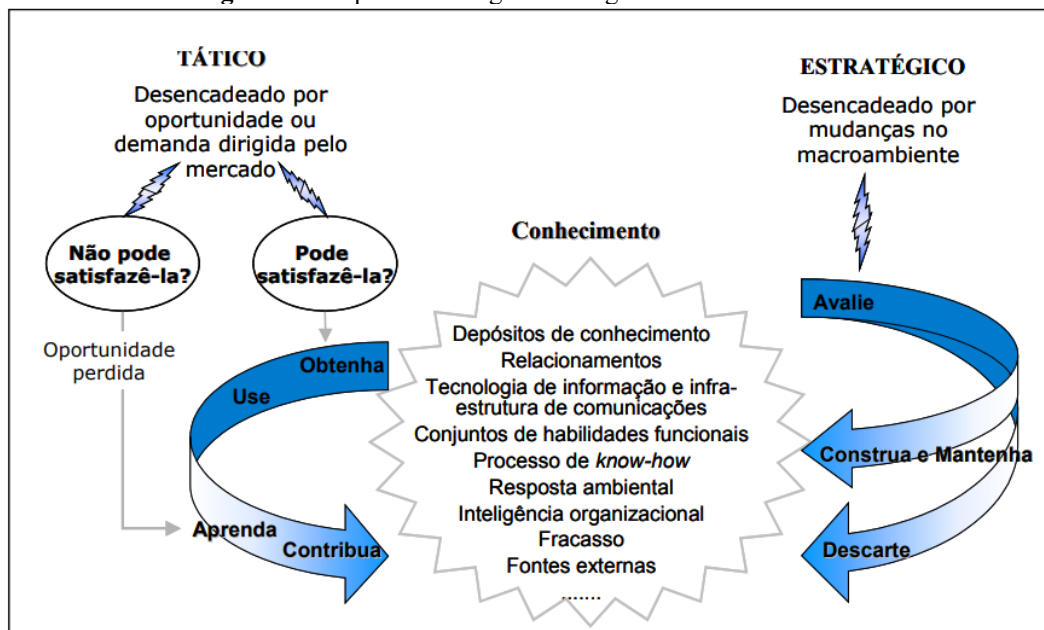 TÁTICO
Desencadeado por
oportunidade ou
demanda dirigida pelo
mercado
Não pode
satisfazê-la?
Pode
satisfazê-la?
Oportunidade
perdida
Obtenha
Use
Aprenda
Contribua
Conhecimento
Depósitos de conhecimento
Relacionamentos
Tecnologia de informação e infra-
estrutura de comunicações
Conjuntos de habilidades funcionais
Processo de know-how
Resposta ambiental
Inteligência organizacional
Fracasso
Fontes externas
.......
ESTRATÉGICO
Desencadeado por
mudanças no
macroambiente
Avalie
Construa e Mantenha
Descarte